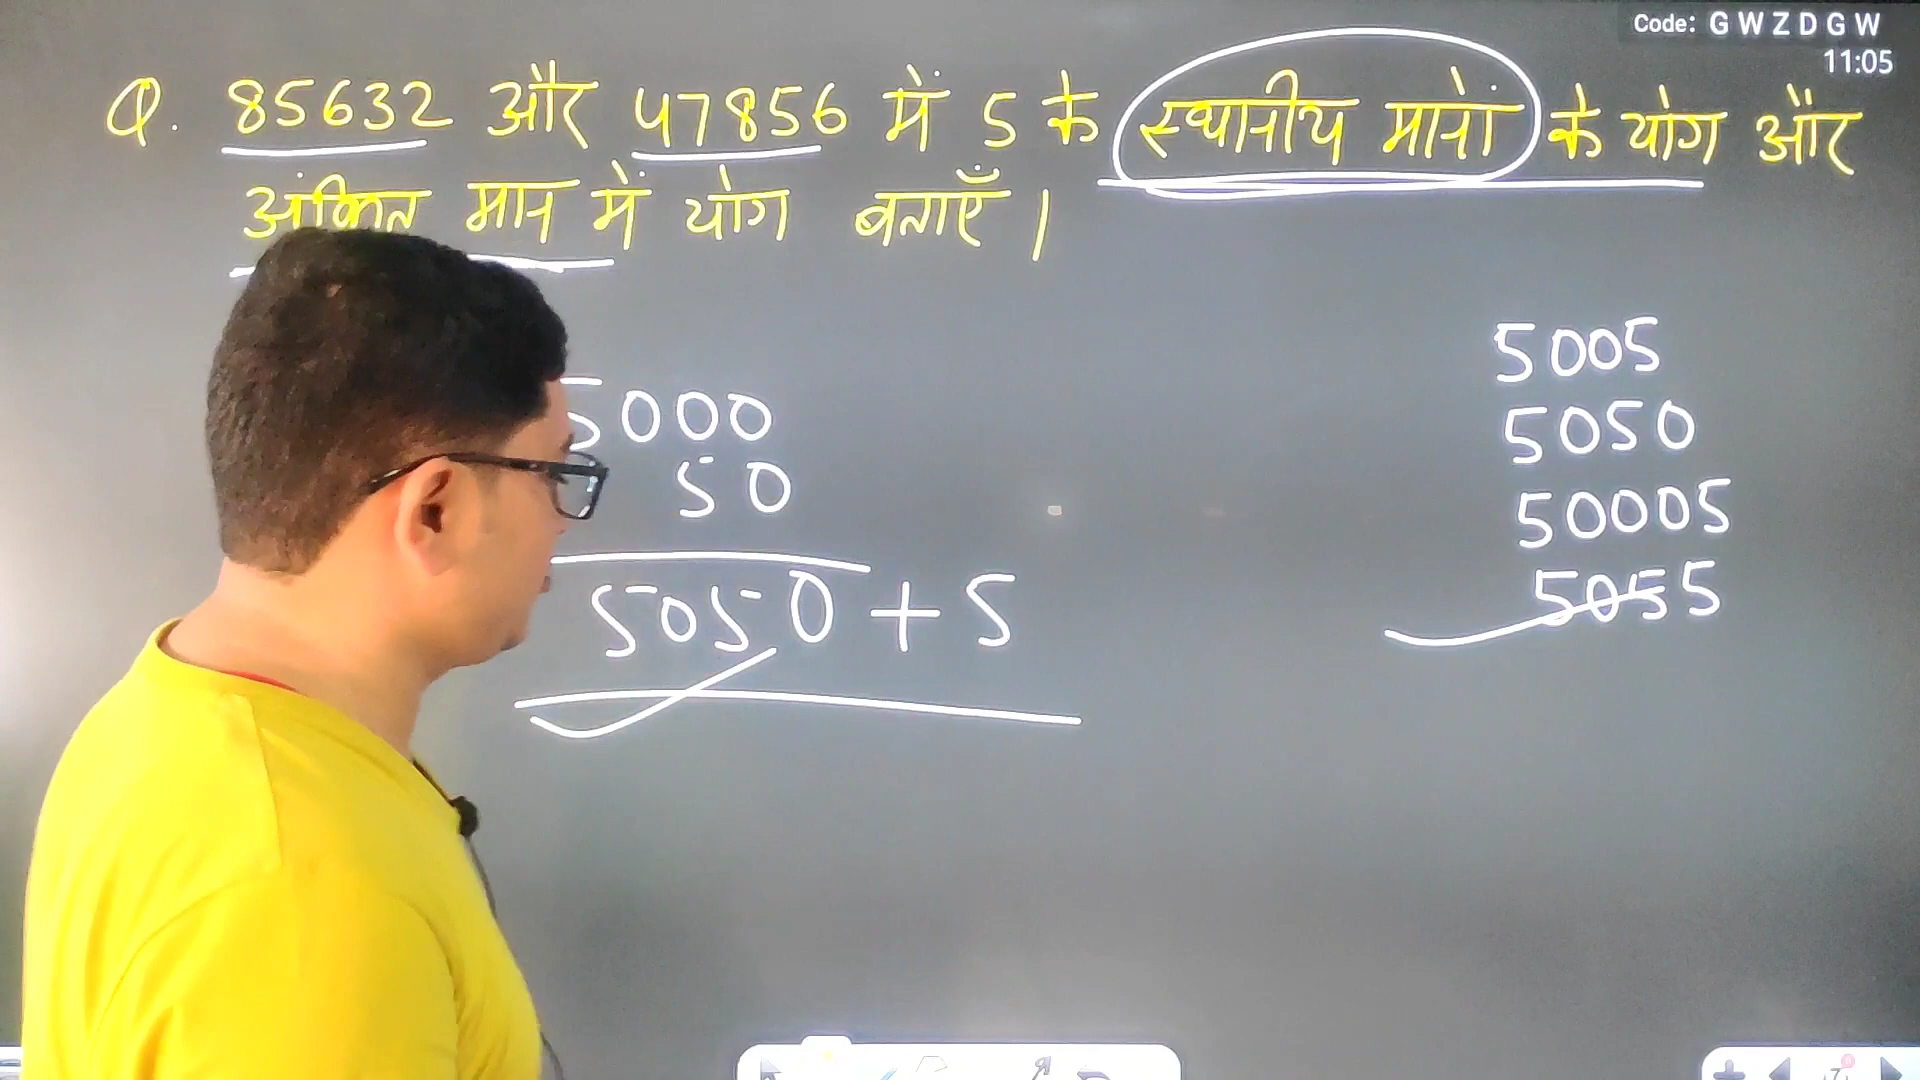 Code: G W Z D G W
11:05
Q. 85632 और 47856 में 5 के स्थानीय मानों के योग और
अंकित मान में योग बताएँ।
5000
50
5050 + 5
5005
5050
50005
5055